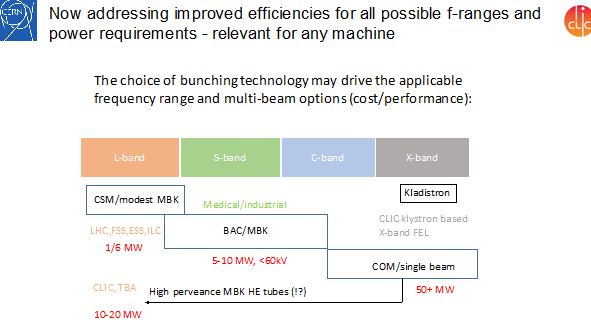 CERN
Now addressing improved efficiencies for all possible f-ranges and
power requirements - relevant for any machine
clic
The choice of bunching technology may drive the applicable
frequency range and multi-beam options (cost/performance):
L-band S-band C-band X-band
CSM/modest MBK
Kladistron
Medical/industrial
LHC,FSS,ESS,ILC
BAC/MBK
CLIC klystron based
X-band FEL
1/6 MW
5-10 MW, <60kV
COM/single beam
CLIC,TBA
High perveance MBK HE tubes (!?)
50+ MW
10-20 MW